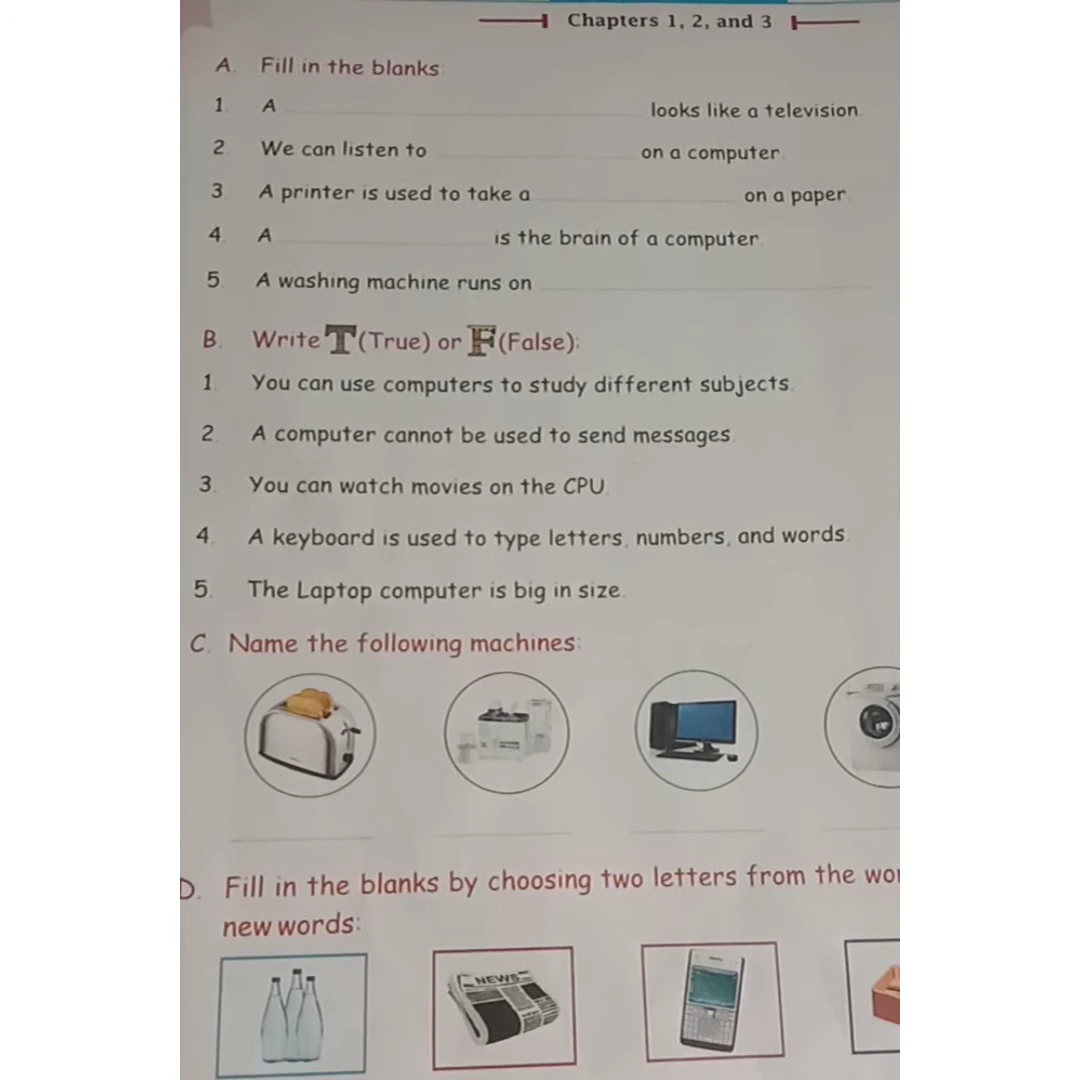 Chapters 1, 2, and 3
A. Fill in the blanks:
1. A ____ looks like a television.
2. We can listen to ____ on a computer.
3. A printer is used to take a ____ on a paper.
4. A ____ is the brain of a computer.
5. A washing machine runs on ____
B. Write T (True) or F (False):
1. You can use computers to study different subjects.
2. A computer cannot be used to send messages.
3. You can watch movies on the CPU.
4. A keyboard is used to type letters, numbers, and words.
5. The Laptop computer is big in size.
C. Name the following machines:
D. Fill in the blanks by choosing two letters from the
new words:
NEWS